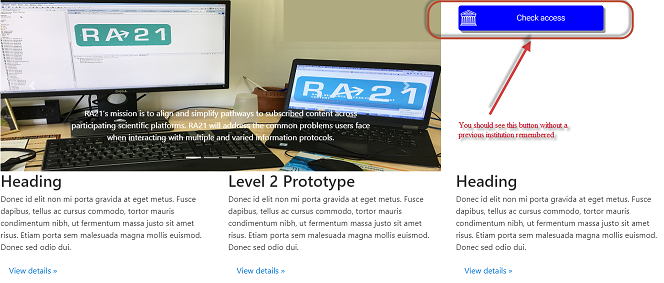 RA21
RA21
RA21's mission is to align and simplify pathways to subscribed content across
participating scientific platforms. RA21 will address the common problems users face
when interacting with multiple and varied information protocols.
Check access
You should see this button without a
previous institution remembered
Heading
Donec id elit non mi porta gravida at eget metus. Fusce
dapibus, tellus ac cursus commodo, tortor mauris
condimentum nibh, ut fermentum massa justo sit amet
risus. Etiam porta sem malesuada magna mollis euismod.
Donec sed odio dui.
View details »
Level 2 Prototype
Donec id elit non mi porta gravida at eget metus. Fusce
dapibus, tellus ac cursus commodo, tortor mauris
condimentum nibh, ut fermentum massa justo sit amet
risus. Etiam porta sem malesuada magna mollis euismod.
Donec sed odio dui.
View details »
Heading
Donec id elit non mi porta gravida at eget metus. Fusce
dapibus, tellus ac cursus commodo, tortor mauris
condimentum nibh, ut fermentum massa justo sit amet
risus. Etiam porta sem malesuada magna mollis euismod.
Donec sed odio dui.
View details »